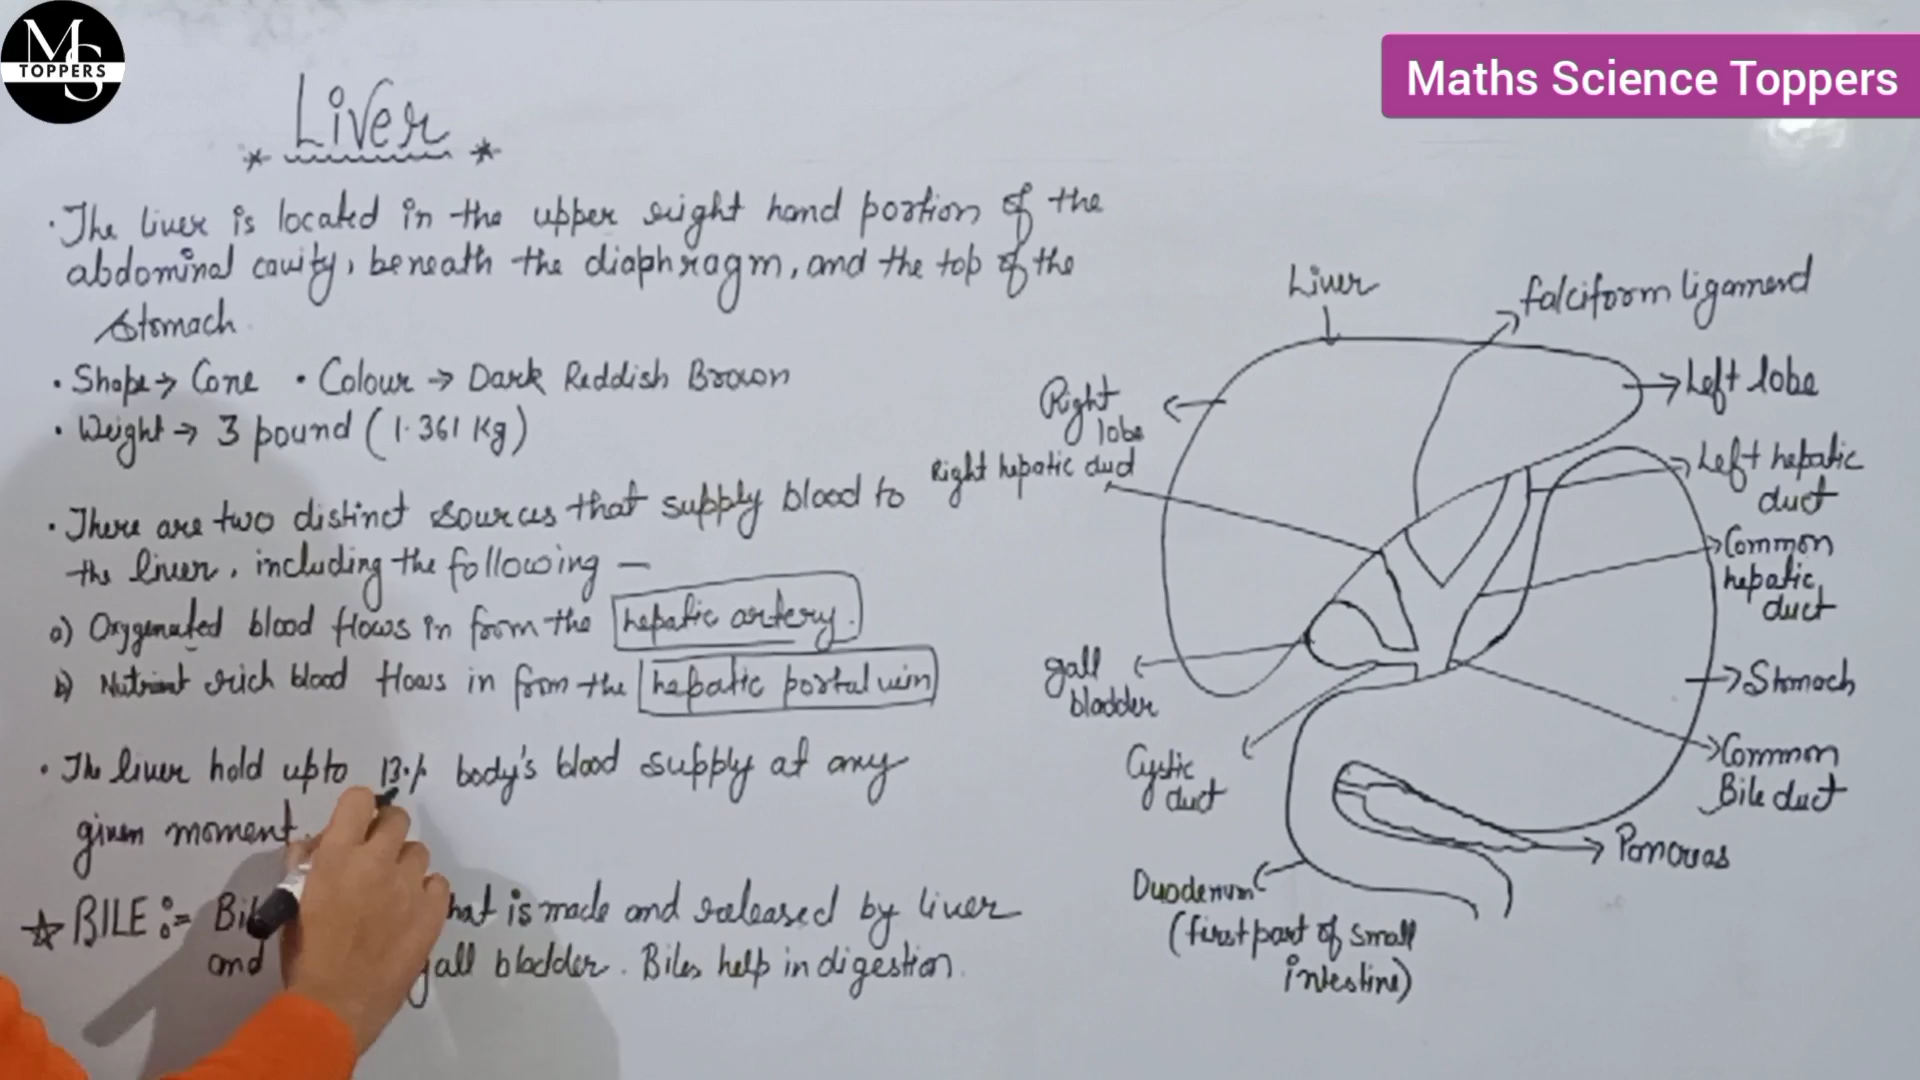 MS
TOPPERS
Maths Science Toppers
Liver
• The liver is located in the upper right hand portion of the
abdominal cavity, beneath the diaphragm, and the top of the
stomach.
• Shape → Cone • Colour → Dark Reddish Brown
• Weight → 3 pound (1.361 Kg)
• There are two distinct sources that supply blood to
the liver, including the following —
a) Oxygenated blood flows in from the hepatic artery.
b) Nutrient rich blood flows in from the hepatic portal vein
• The liver hold upto 13% body's blood supply at any
given moment.
☆ BILE :- hat is made and released by liver
and gall bladder. Biles help in digestion.
Liver
falciform ligamend
Right
lobe
Left lobe
Right hepatic duct
Left hepatic
duct
Common
hepatic
duct
gall
bladder
Stomach
Cystic
duct
Common
Bile duct
Duodenum
(first part of small
intestine)